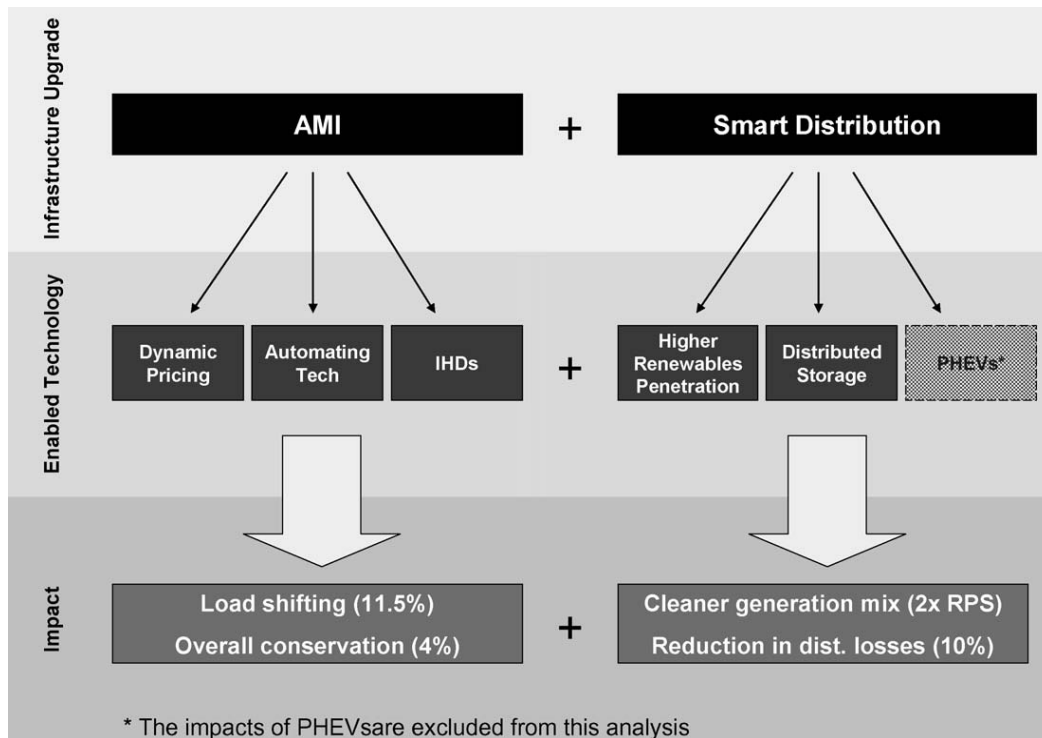 Infrastructure Upgrade
AMI
+
Smart Distribution
Enabled Technology
Dynamic
Pricing
Automating
Tech
IHDs
+
Higher
Renewables
Penetration
Distributed
Storage
PHEVs*
Impact
Load shifting (11.5%)
Overall conservation (4%)
+
Cleaner generation mix (2x RPS)
Reduction in dist. losses (10%)
* The impacts of PHEVsare excluded from this analysis